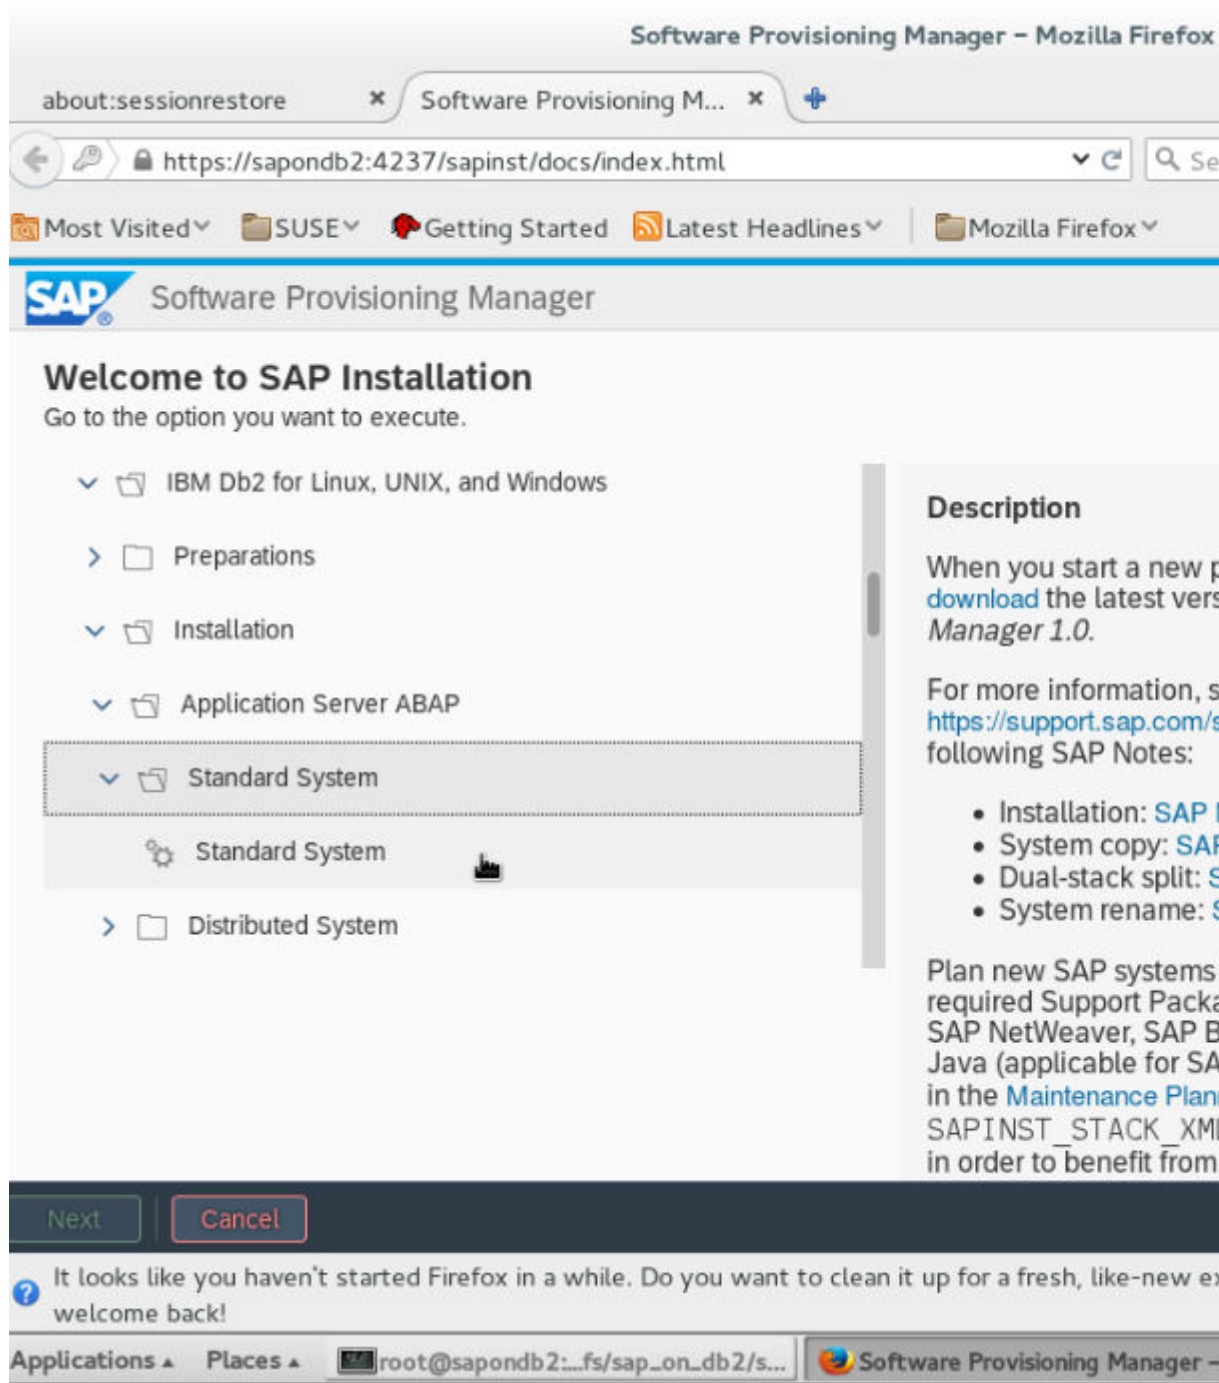 Software Provisioning Manager – Mozilla Firefox
about:sessionrestore
Software Provisioning M...
https://sapondb2:4237/sapinst/docs/index.html
Se
Most Visited
SUSE
Getting Started
Latest Headlines
Mozilla Firefox
SAP®
Software Provisioning Manager
Welcome to SAP Installation
Go to the option you want to execute.
IBM Db2 for Linux, UNIX, and Windows
Preparations
Installation
Application Server ABAP
Standard System
Standard System
Distributed System
Description
When you start a new p
download the latest vers
Manager 1.0.
For more information, s
https://support.sap.com/s
following SAP Notes:
• Installation: SAP
• System copy: SAP
• Dual-stack split: S
• System rename: S
Plan new SAP systems
required Support Packa
SAP NetWeaver, SAP B
Java (applicable for SA
in the Maintenance Plan
SAPINST_STACK_XML
in order to benefit from
Next
Cancel
It looks like you haven't started Firefox in a while. Do you want to clean it up for a fresh, like-new ex
welcome back!
Applications
Places
root@sapondb2:...fs/sap_on_db2/s...
Software Provisioning Manager –